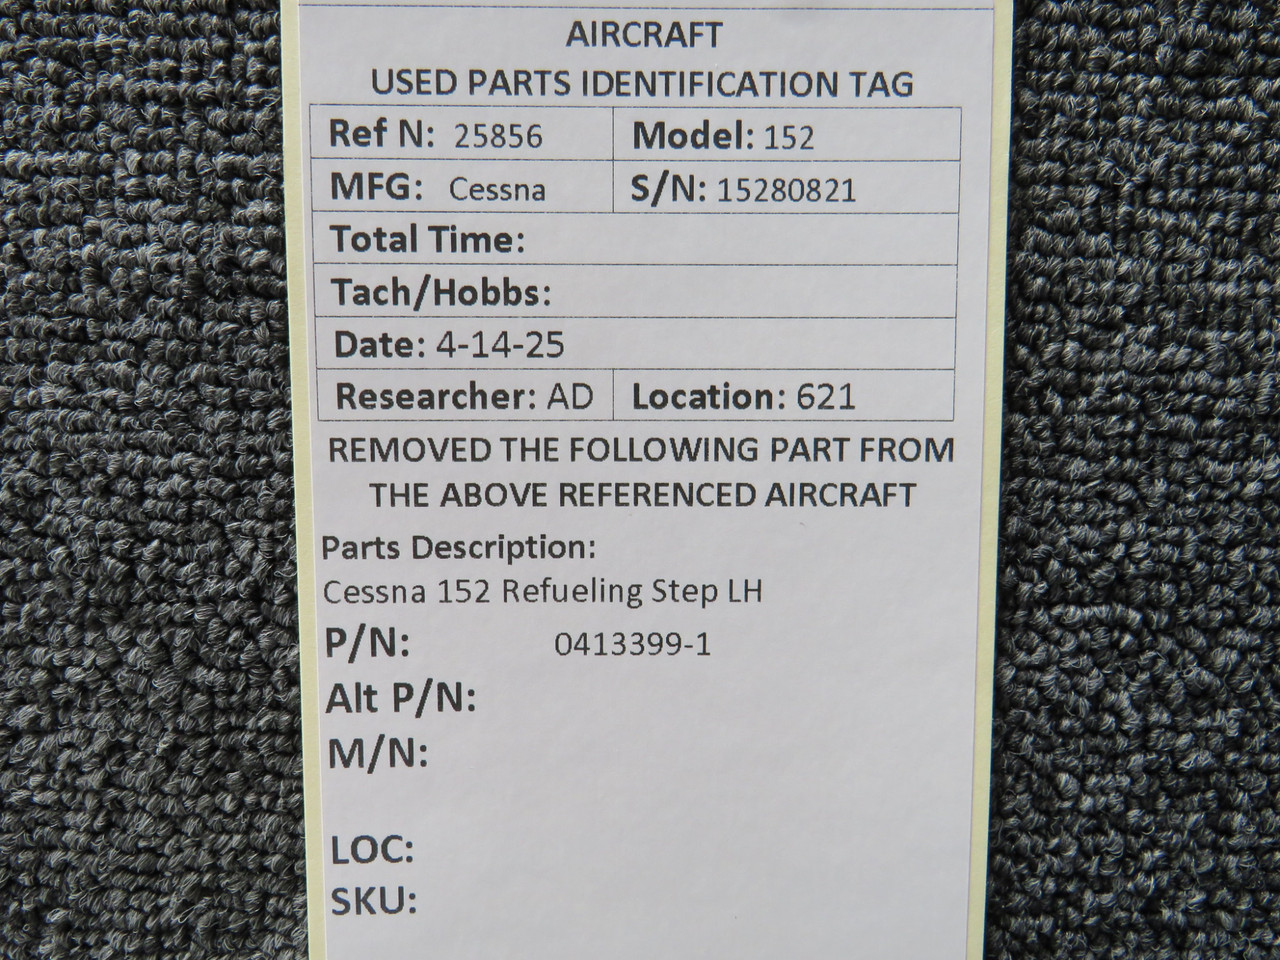 AIRCRAFT
USED PARTS IDENTIFICATION TAG
Ref N: 25856 Model: 152
MFG: Cessna S/N: 15280821
Total Time:
Tach/Hobbs:
Date: 4-14-25
Researcher: AD Location: 621
REMOVED THE FOLLOWING PART FROM
THE ABOVE REFERENCED AIRCRAFT
Parts Description:
Cessna 152 Refueling Step LH
P/N: 0413399-1
Alt P/N:
M/N:
LOC:
SKU: